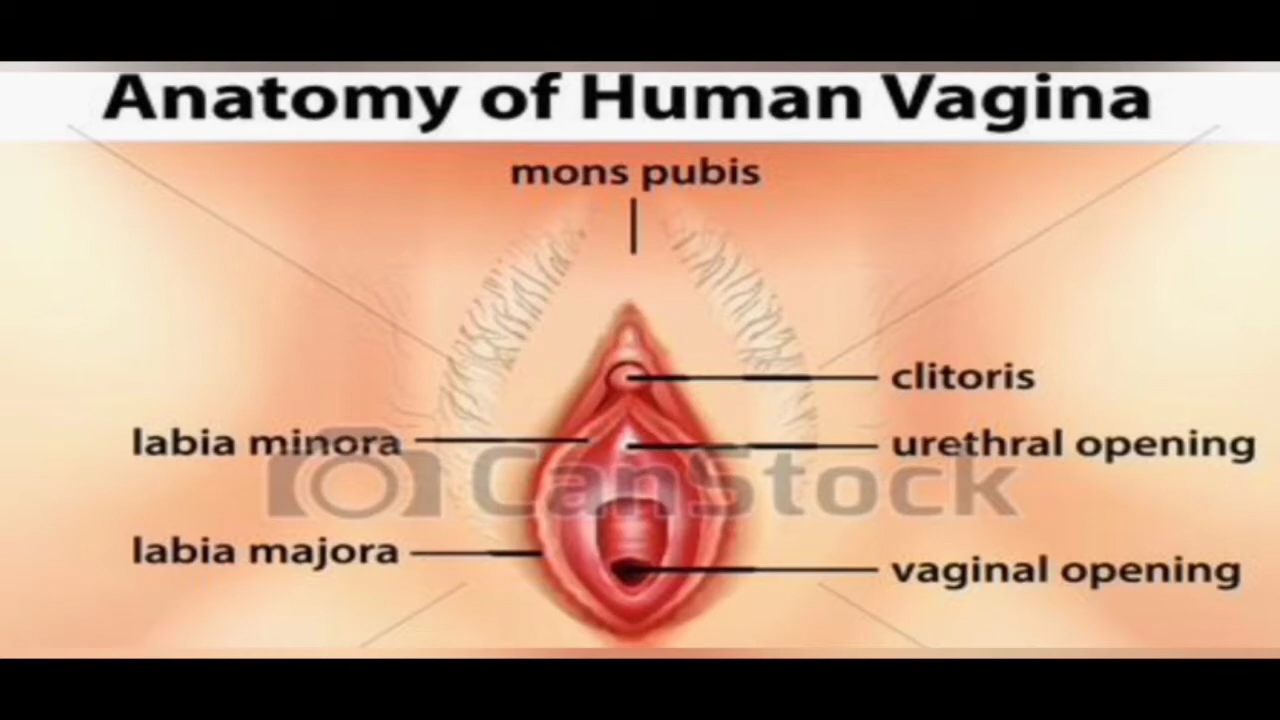 Anatomy of Human Vagina
mons pubis
clitoris
labia minora
urethral opening
CanStock
labia majora
vaginal opening